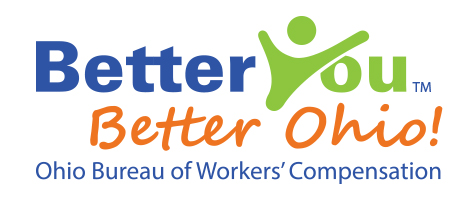 Better You™
Better Ohio!
Ohio Bureau of Workers' Compensation